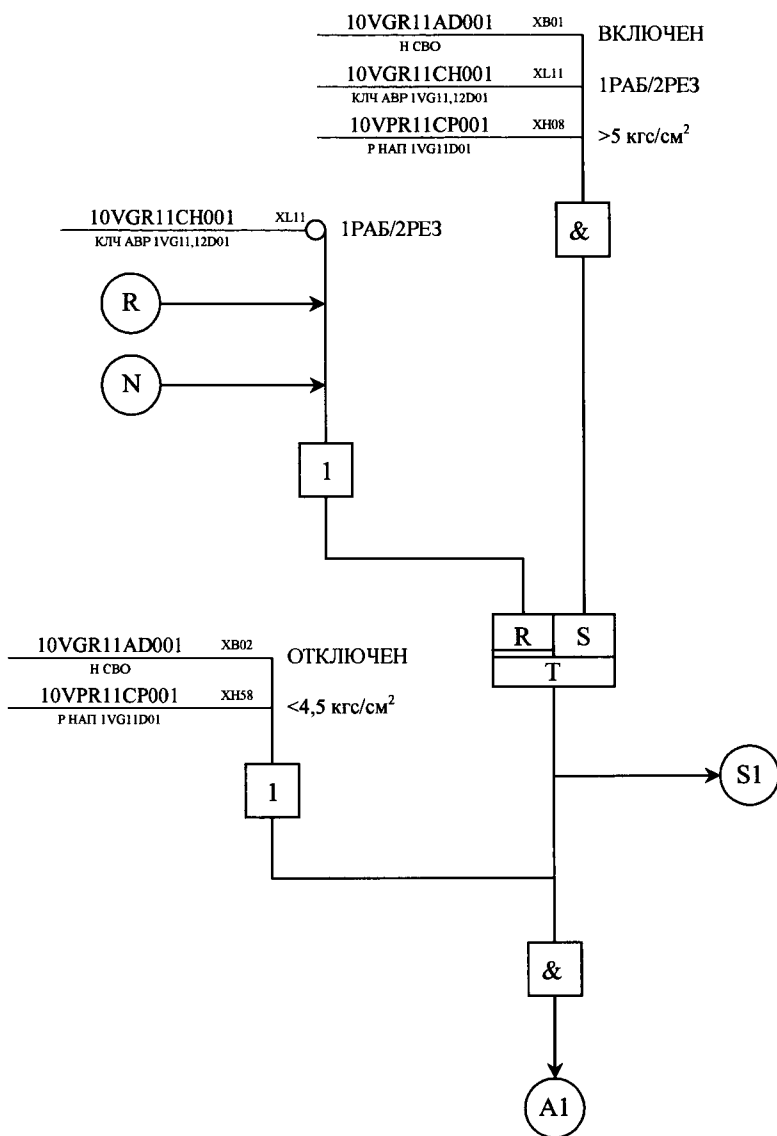 10VGR11AD001 XB01 ВКЛЮЧЕН
Н СВО
10VGR11CH001 XL11 1РАБ/2РЕЗ
КЛЧ АВР 1VG11,12D01
10VPR11CP001 XH08 >5 кгс/см²
Р НАП 1VG11D01
&
10VGR11CH001 XL11 1РАБ/2РЕЗ
КЛЧ АВР 1VG11,12D01
R
N
1
R S
T
10VGR11AD001 XB02 ОТКЛЮЧЕН
Н СВО
10VPR11CP001 XH58 <4,5 кгс/см²
Р НАП 1VG11D01
1
S1
&
A1